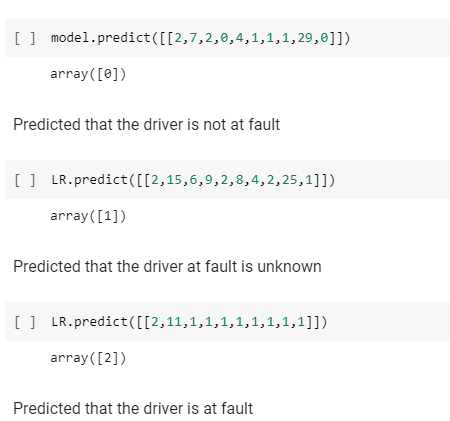 [ ] model.predict([[2,7,2,0,4,1,1,1,29,0]])
array([0])
Predicted that the driver is not at fault
[ ] LR.predict([[2,15,6,9,2,8,4,2,25,1]])
array([1])
Predicted that the driver at fault is unknown
[ ] LR.predict([[2,11,1,1,1,1,1,1,1,1]])
array([2])
Predicted that the driver is at fault